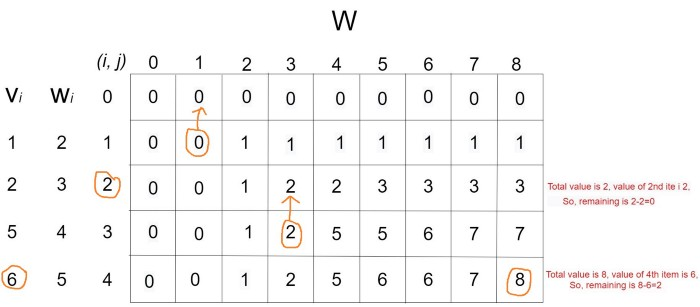 W
(i, j) 0 1 2 3 4 5 6 7 8
Vi Wi 0 0 0 0 0 0 0 0 0 0
1 2 1 0 0 1 1 1 1 1 1 1
2 3 2 0 0 1 2 2 3 3 3 3 Total value is 2, value of 2nd ite i 2,
So, remaining is 2-2=0
5 4 3 0 0 1 2 5 5 6 7 7
6 5 4 0 0 1 2 5 6 6 7 8 Total value is 8, value of 4th item is 6,
So, remaining is 8-6=2